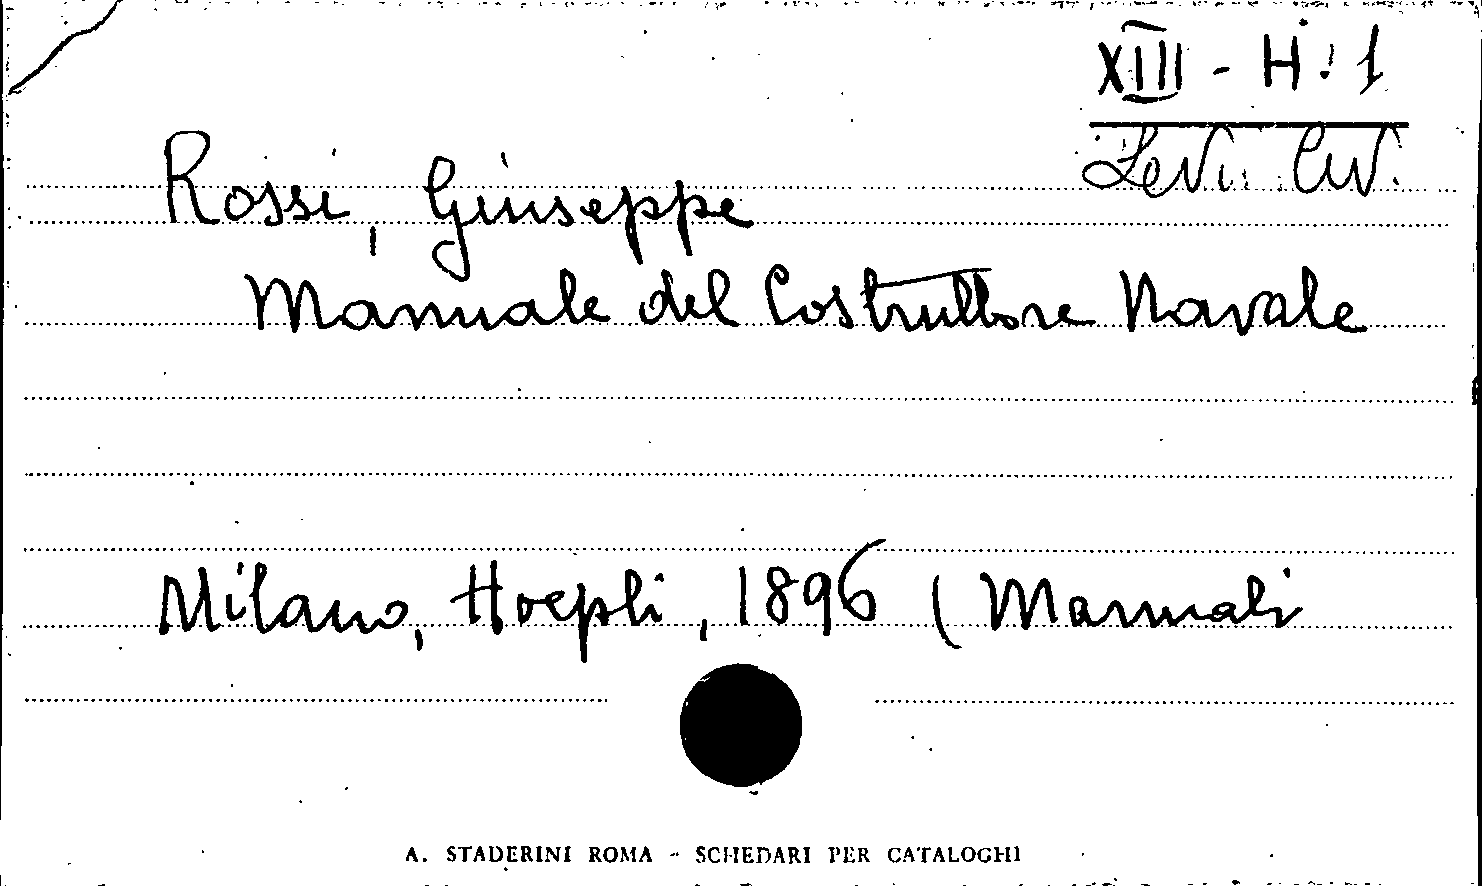 XIII - H. 1
Levi. Civ.
Rossi, Giuseppe
Manuale del Costruttore Navale
Milano, Hoepli, 1896 (Manuali
A. STADERINI ROMA - SCHEDARI PER CATALOGHI